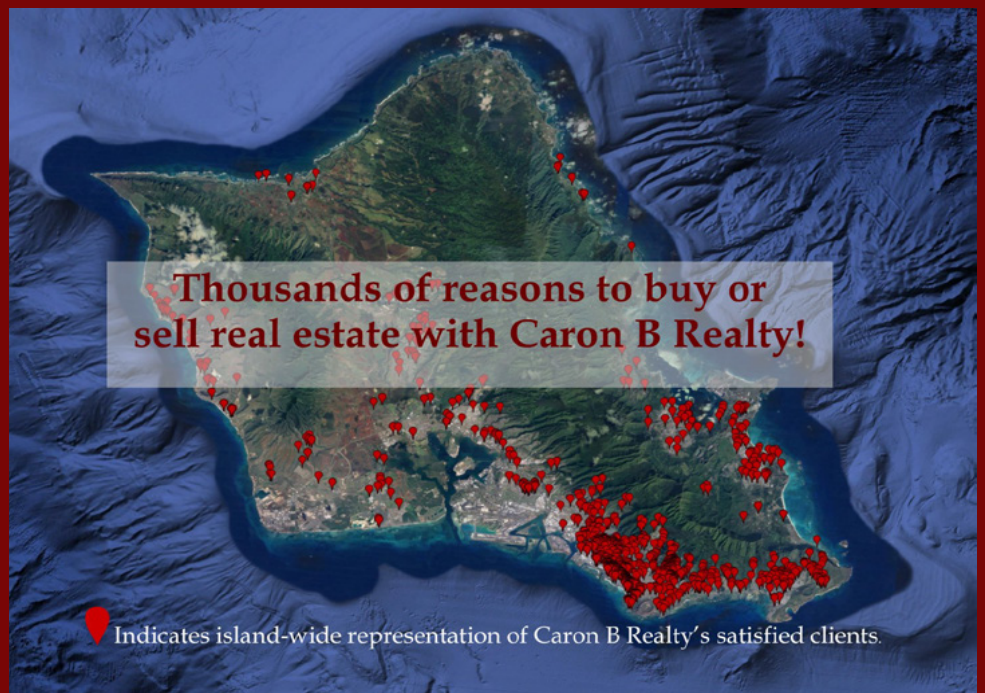 Thousands of reasons to buy or
sell real estate with Caron B Realty!
Indicates island-wide representation of Caron B Realty's satisfied clients.